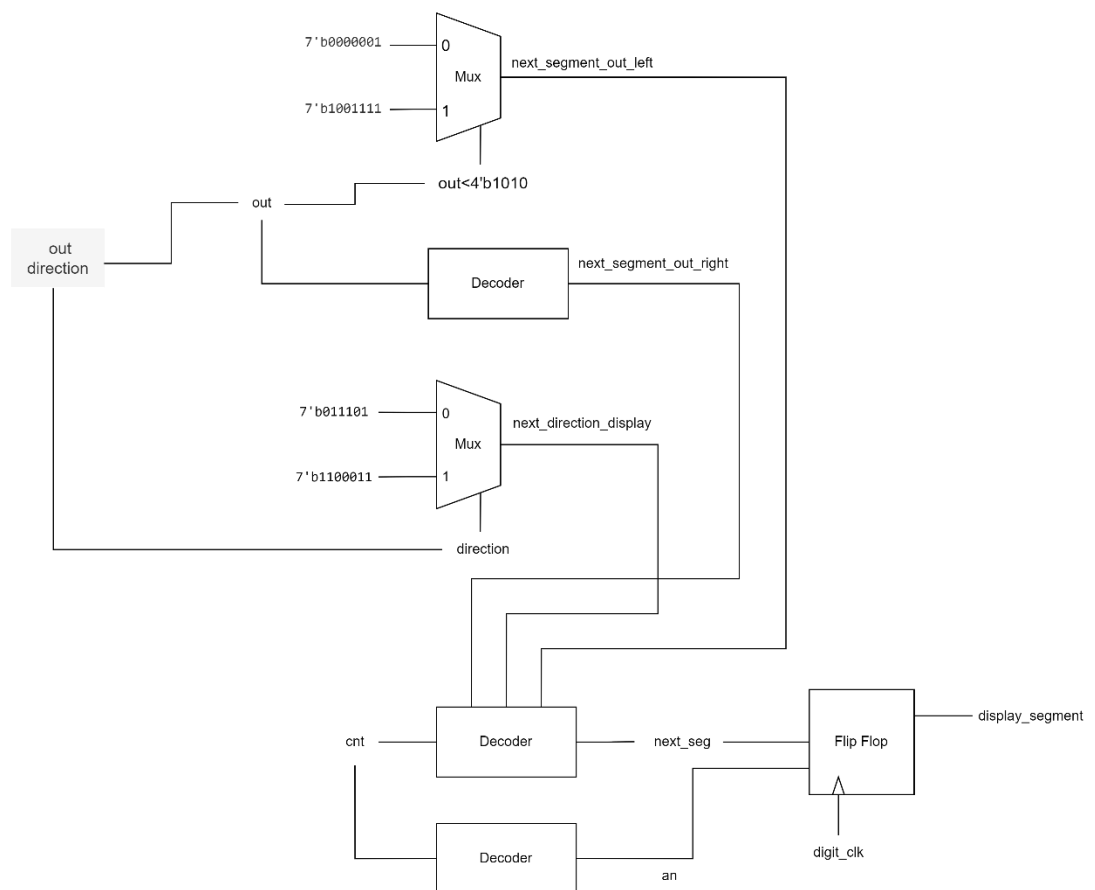 7'b0000001
0
Mux
next_segment_out_left
7'b1001111
1
out<4'b1010
out
out
direction
Decoder
next_segment_out_right
7'b011101
0
Mux
next_direction_display
7'b1100011
1
direction
cnt
Decoder
next_seg
Flip Flop
display_segment
digit_clk
Decoder
an